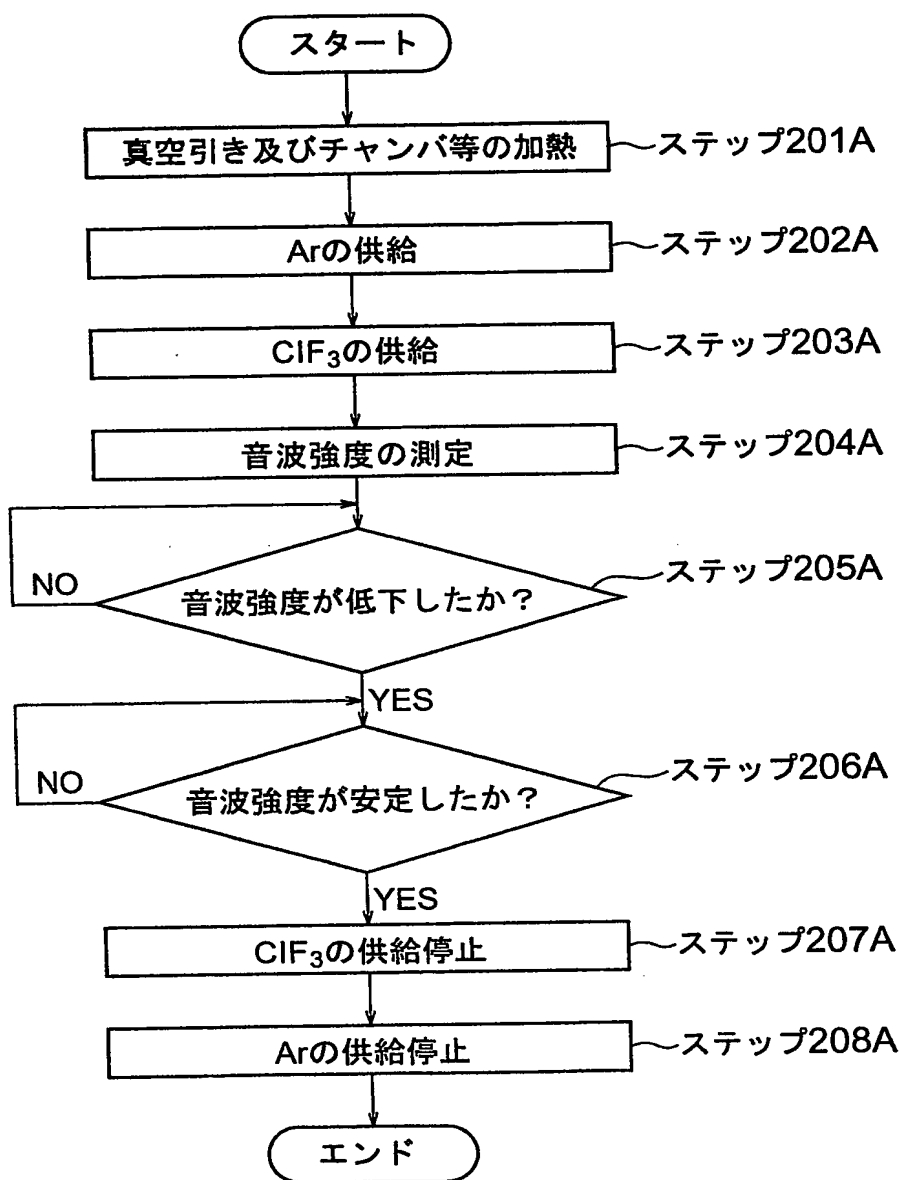 スタート
真空引き及びチャンバ等の加熱
ステップ201A
Arの供給
ステップ202A
ClF₃の供給
ステップ203A
音波強度の測定
ステップ204A
音波強度が低下したか？
ステップ205A
NO
YES
音波強度が安定したか？
ステップ206A
NO
YES
ClF₃の供給停止
ステップ207A
Arの供給停止
ステップ208A
エンド